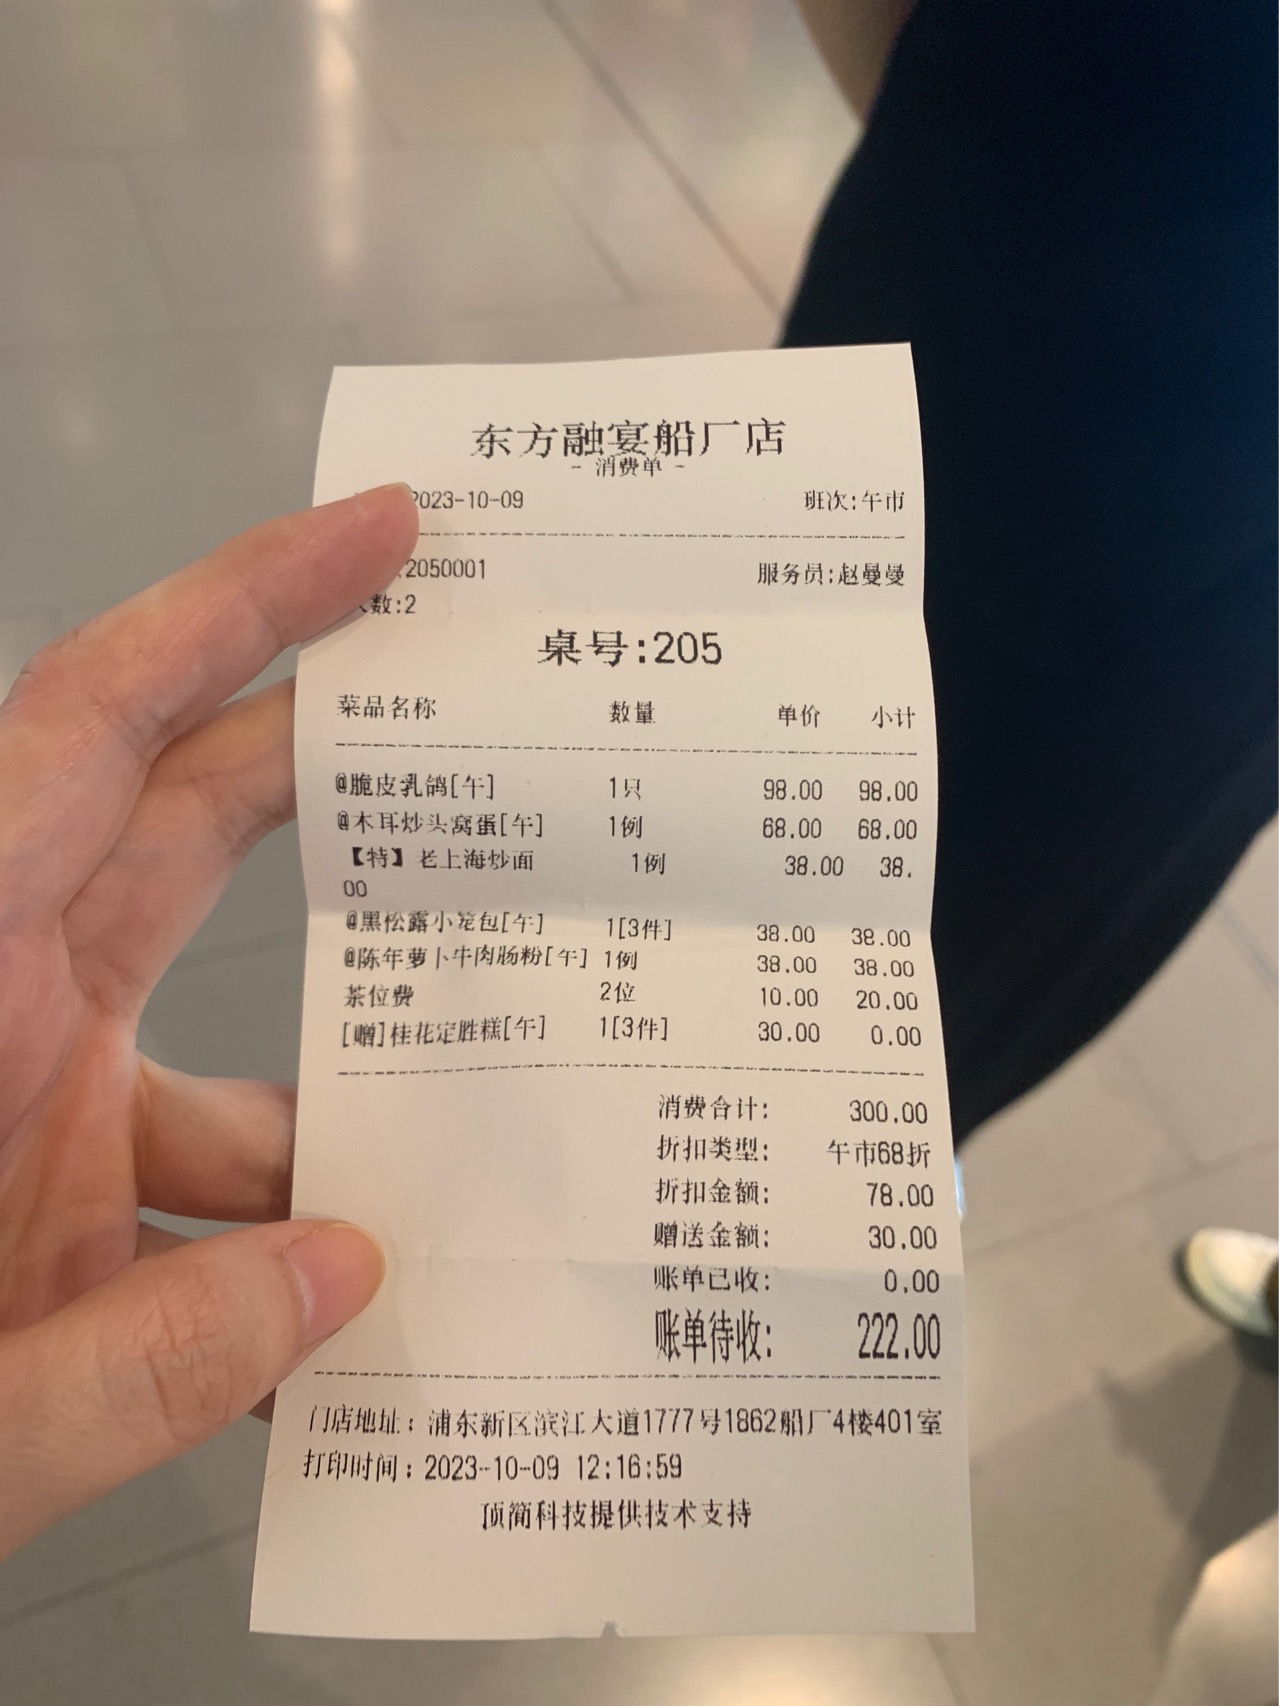 东方融宴船厂店
- 消费单 -
2023-10-09 班次:午市
:2050001 服务员:赵曼曼
人数:2
桌号:205
菜品名称 数量 单价 小计
@脆皮乳鸽[午] 1只 98.00 98.00
@木耳炒头窝蛋[午] 1例 68.00 68.00
【特】老上海炒面 1例 38.00 38.
00
@黑松露小笼包[午] 1[3件] 38.00 38.00
@陈年萝卜牛肉肠粉[午] 1例 38.00 38.00
茶位费 2位 10.00 20.00
[赠]桂花定胜糕[午] 1[3件] 30.00 0.00
消费合计: 300.00
折扣类型: 午市68折
折扣金额: 78.00
赠送金额: 30.00
账单已收: 0.00
账单待收: 222.00
门店地址:浦东新区滨江大道1777号1862船厂4楼401室
打印时间:2023-10-09 12:16:59
顶简科技提供技术支持